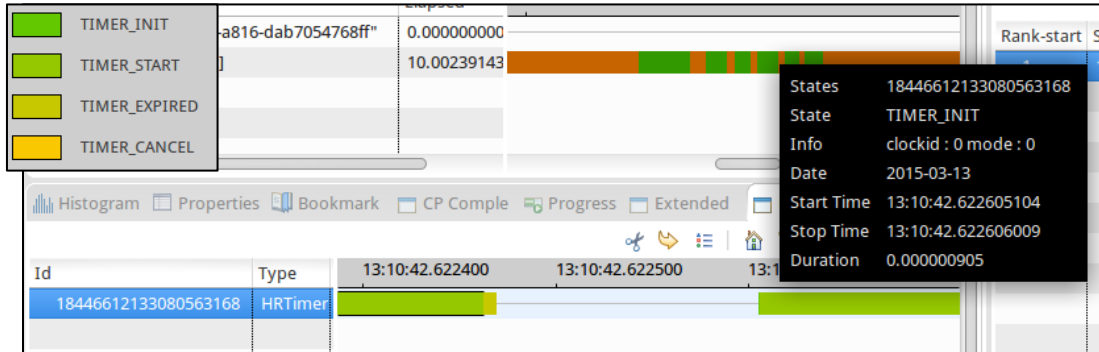 TIMER_INIT
TIMER_START
TIMER_EXPIRED
TIMER_CANCEL
-a816-dab7054768ff" 0.000000000
] 10.00239143
Rank-start S
States 18446612133080563168
State TIMER_INIT
Info clockid : 0 mode : 0
Date 2015-03-13
Start Time 13:10:42.622605104
Stop Time 13:10:42.622606009
Duration 0.000000905
Histogram Properties Bookmark CP Comple Progress Extended
Id Type 13:10:42.622400 13:10:42.622500 13:1
18446612133080563168 HRTimer